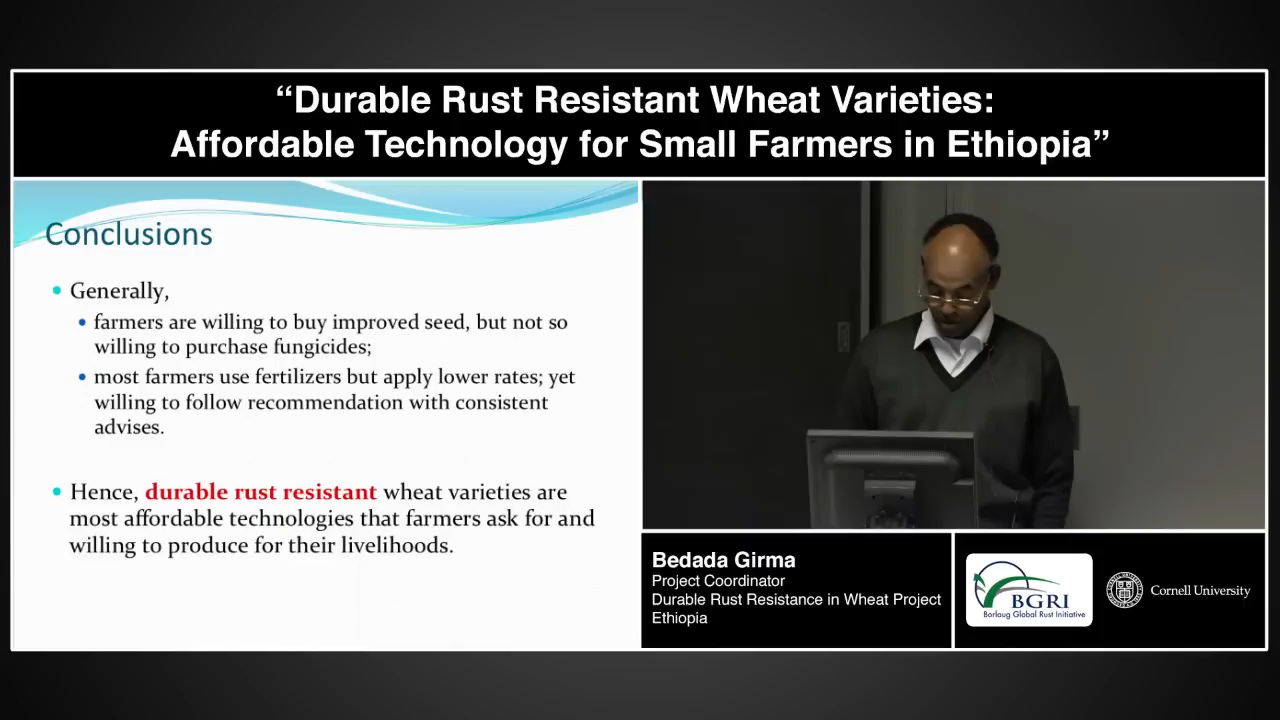 “Durable Rust Resistant Wheat Varieties:
Affordable Technology for Small Farmers in Ethiopia”
Conclusions
Generally,
farmers are willing to buy improved seed, but not so
willing to purchase fungicides;
most farmers use fertilizers but apply lower rates; yet
willing to follow recommendation with consistent
advises.
Hence, durable rust resistant wheat varieties are
most affordable technologies that farmers ask for and
willing to produce for their livelihoods.
Bedada Girma
Project Coordinator
Durable Rust Resistance in Wheat Project
Ethiopia
BGRI
Borlaug Global Rust Initiative
Cornell University